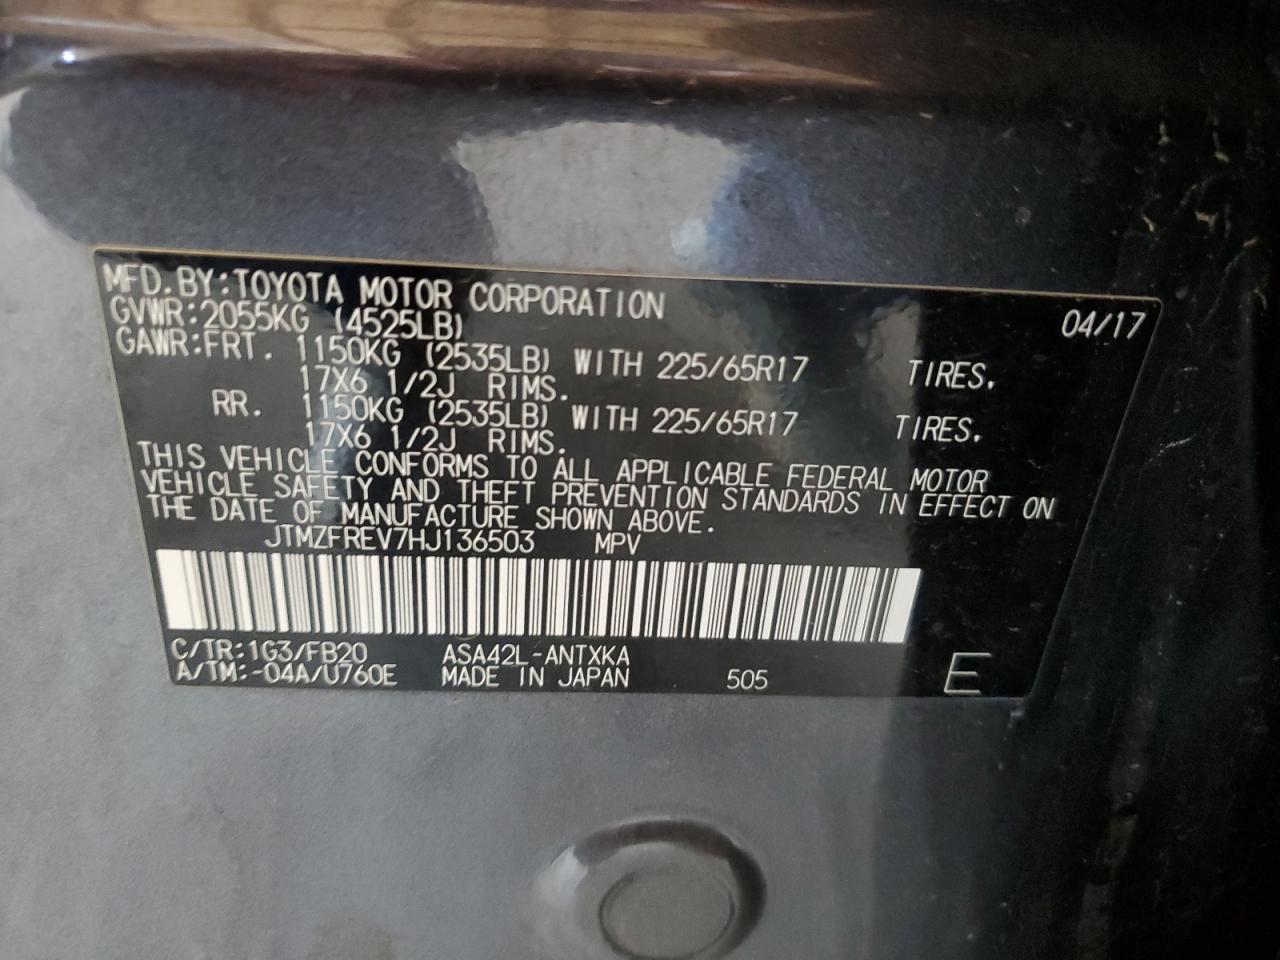 MFD. BY: TOYOTA MOTOR CORPORATION 04/17
GVWR: 2055KG (4525LB)
GAWR: FRT. 1150KG (2535LB) WITH 225/65R17 TIRES,
17X6 1/2J RIMS.
RR. 1150KG (2535LB) WITH 225/65R17 TIRES,
17X6 1/2J RIMS.
THIS VEHICLE CONFORMS TO ALL APPLICABLE FEDERAL MOTOR
VEHICLE SAFETY AND THEFT PREVENTION STANDARDS IN EFFECT ON
THE DATE OF MANUFACTURE SHOWN ABOVE.
JTMZFREV7HJ136503 MPV
C/TR: 1G3/FB20 ASA42L-ANTXKA
A/TM: -04A/U760E MADE IN JAPAN 505 E